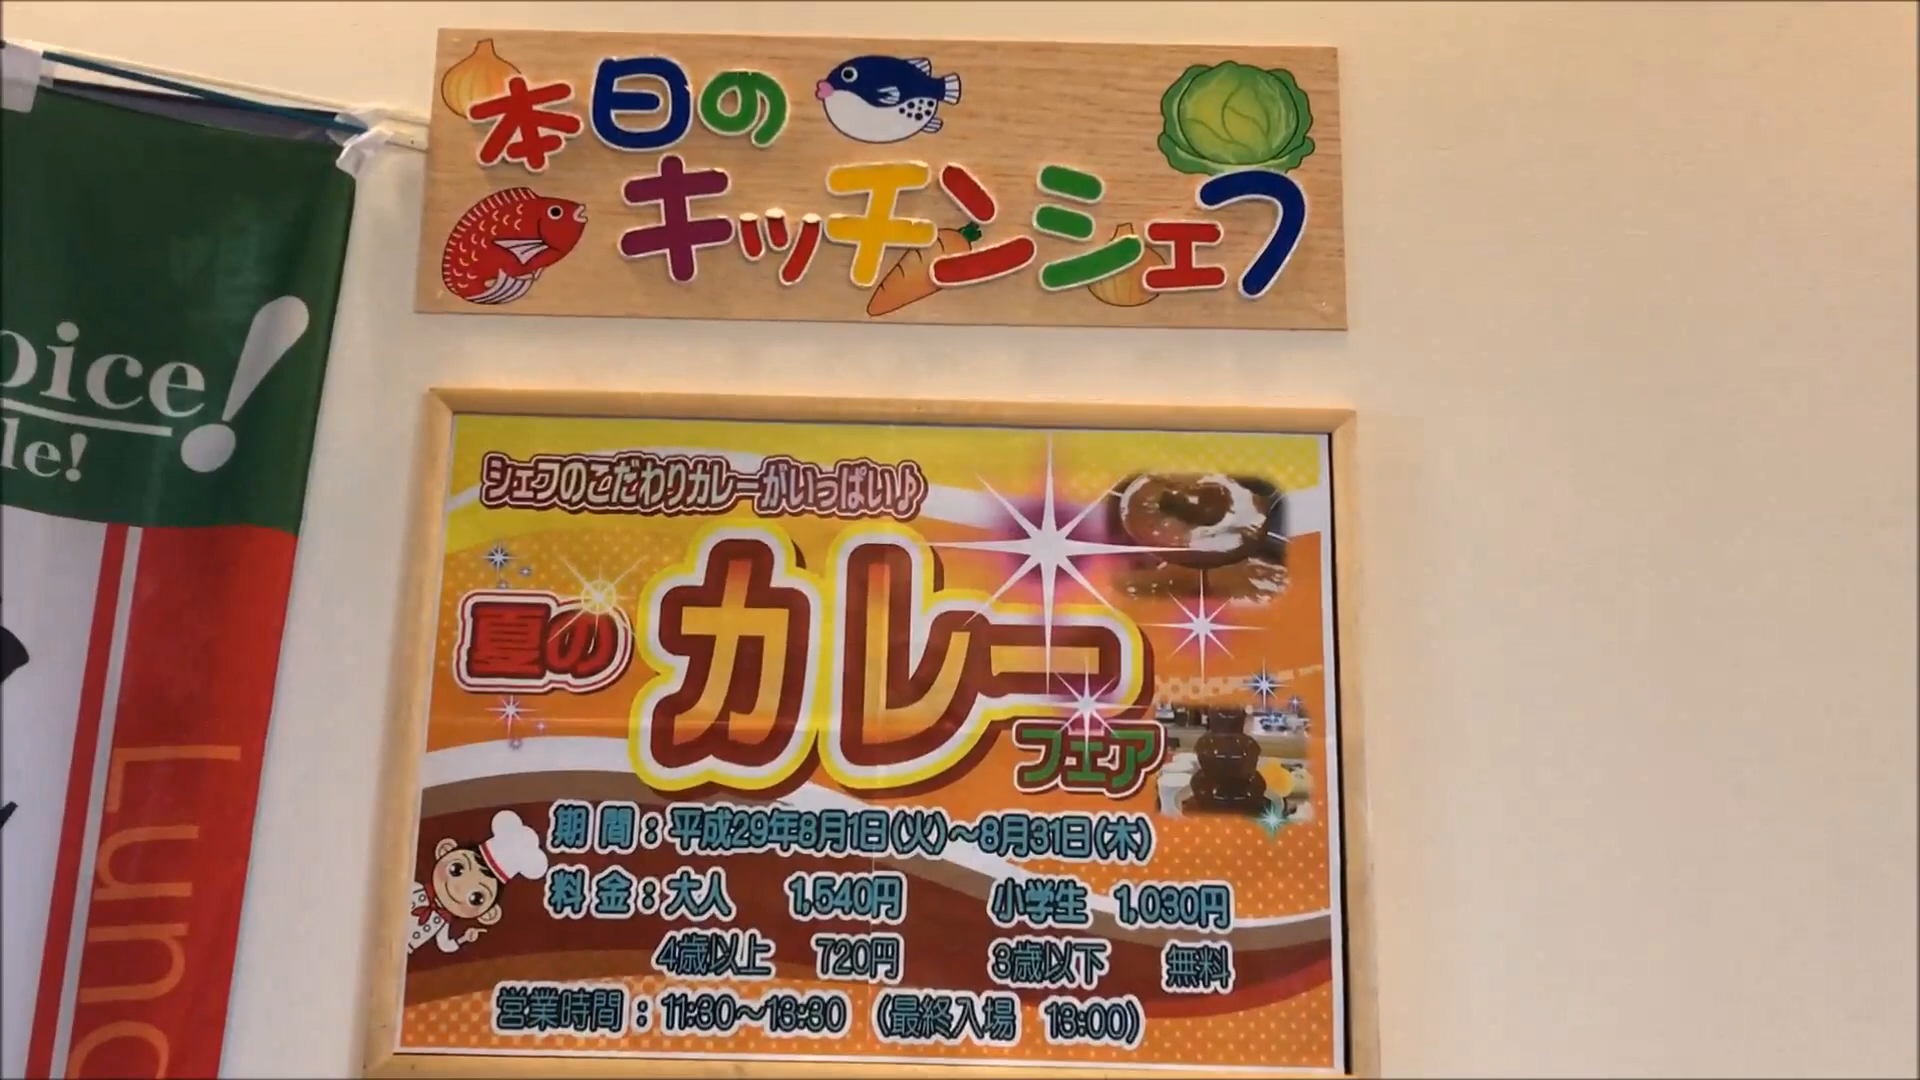 本日の
キッチンシェフ
oice!
le!
Lunc
シェフのこだわりカレーがいっぱい♪
夏の
カレー
フェア
期間：平成29年8月1日(火)～8月31日(木)
料金：大人 1,540円 小学生 1,030円
4歳以上 720円 3歳以下 無料
営業時間：11:30～13:30 (最終入場 13:00)